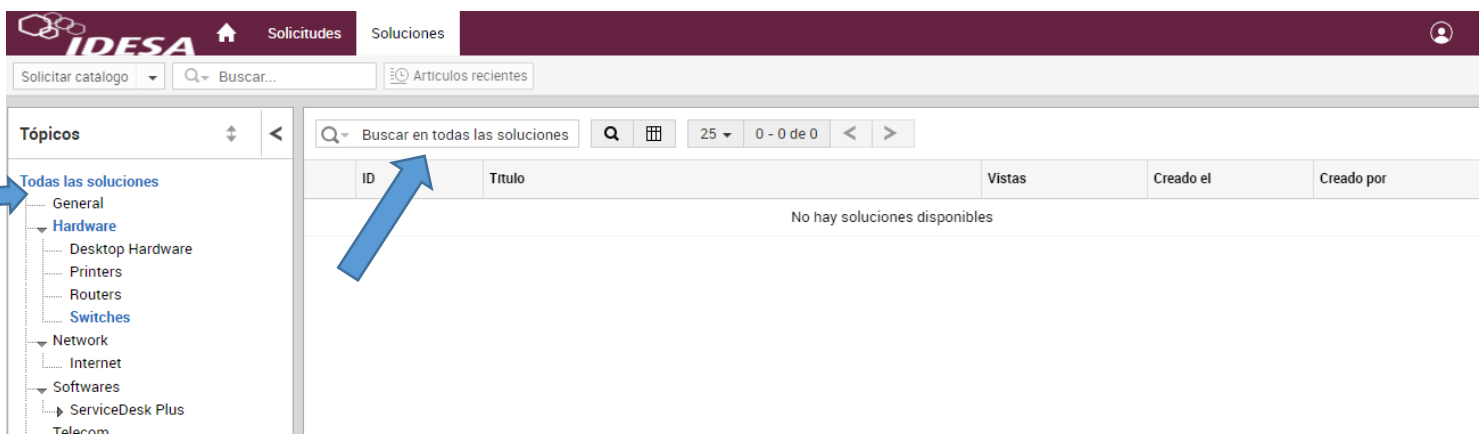 IDESA Solicitudes Soluciones
Solicitar catálogo Buscar... Artículos recientes
Tópicos
Buscar en todas las soluciones 25 0 - 0 de 0
ID Título Vistas Creado el Creado por
No hay soluciones disponibles
Todas las soluciones
General
Hardware
Desktop Hardware
Printers
Routers
Switches
Network
Internet
Softwares
ServiceDesk Plus
Telecom